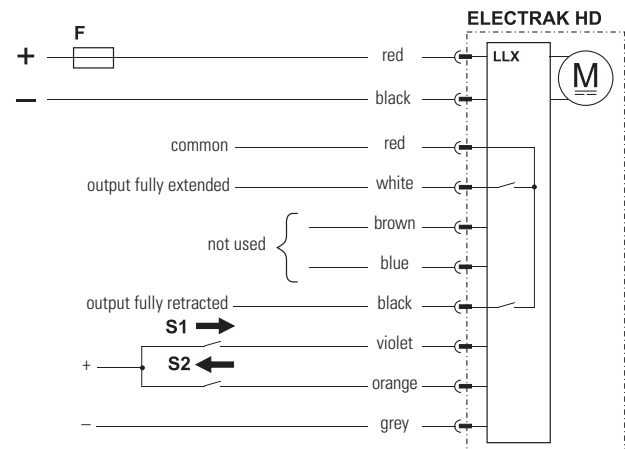 ELECTRAK HD
F
+ red LLX
M
– black
common red
output fully extended white
brown
not used
blue
output fully retracted black
S1
violet
+ S2
orange
– grey